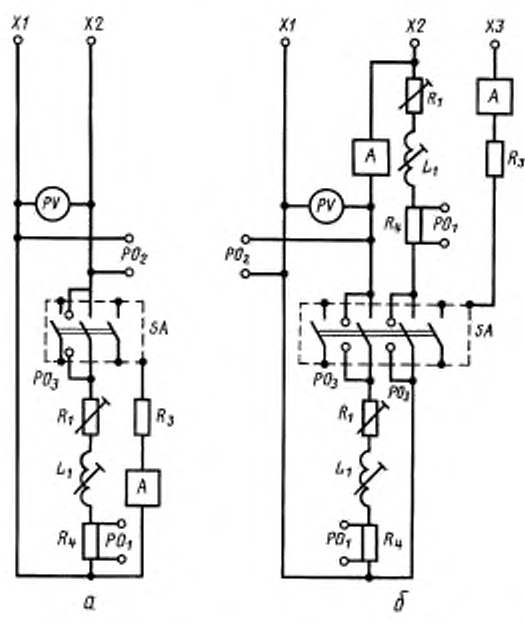 X1 X2
PV
PO2
SA
PO3
R1 R3
L1
A
R4 PO1
а
X1 X2 X3
R1 A
A L1 R3
PV R4 PO1
PO2
SA
PO3 PO3
R1
L1
PO1 R4
б